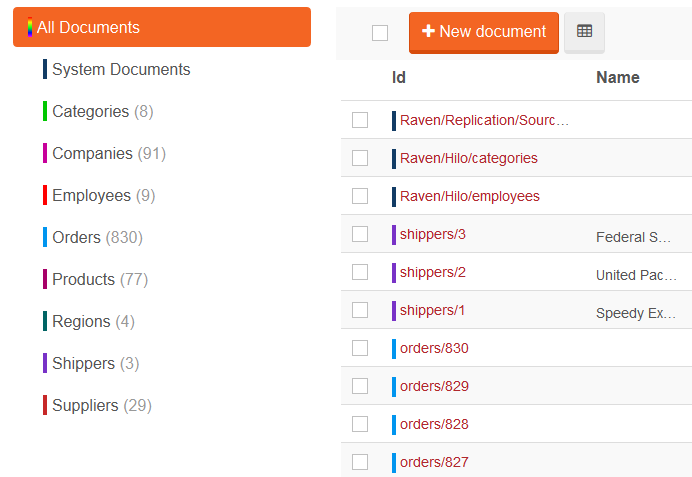 All Documents
System Documents
Categories (8)
Companies (91)
Employees (9)
Orders (830)
Products (77)
Regions (4)
Shippers (3)
Suppliers (29)
New document
Id Name
Raven/Replication/Sourc...
Raven/Hilo/categories
Raven/Hilo/employees
shippers/3 Federal S...
shippers/2 United Pac...
shippers/1 Speedy Ex...
orders/830
orders/829
orders/828
orders/827